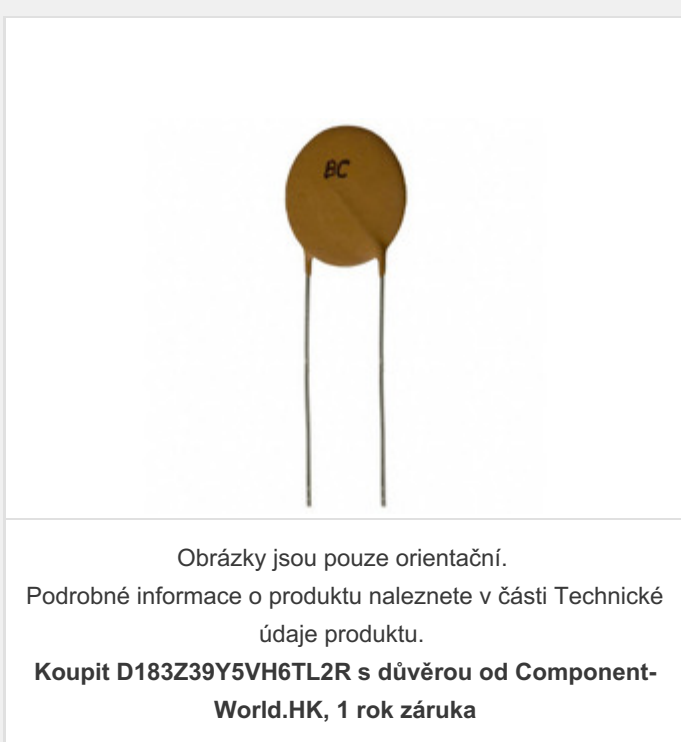 BC
Obrázky jsou pouze orientační.
Podrobné informace o produktu naleznete v části Technické
údaje produktu.
Koupit D183Z39Y5VH6TL2R s důvěrou od Component-
World.HK, 1 rok záruka